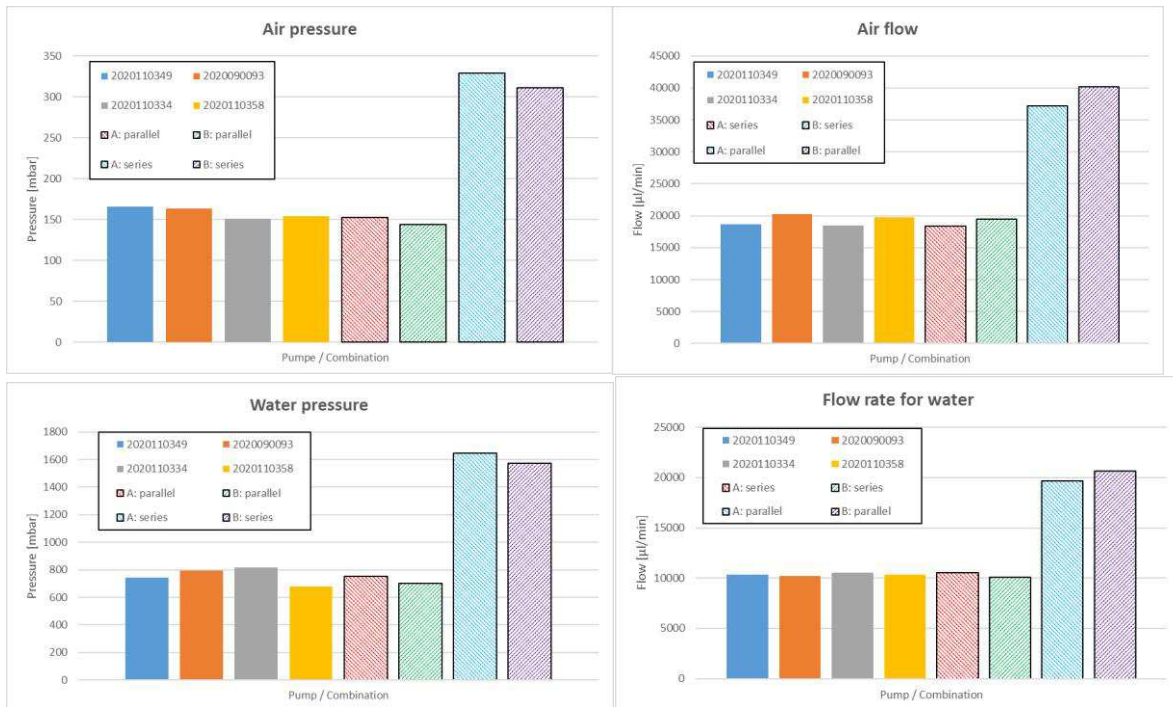 Air pressure
350
300
250
200
150
100
50
0
Pressure [mbar]
2020110349 2020090093
2020110334 2020110358
A: parallel B: parallel
A: series B: series
Pumpe / Combination
Air flow
45000
40000
35000
30000
25000
20000
15000
10000
5000
0
Flow [µl/min]
2020110349 2020090093
2020110334 2020110358
A: series B: series
A: parallel B: parallel
Pump / Combination
Water pressure
1800
1600
1400
1200
1000
800
600
400
200
0
Pressure [mbar]
2020110349 2020090093
2020110334 2020110358
A: parallel B: parallel
A: series B: series
Pump / Combination
Flow rate for water
25000
20000
15000
10000
5000
0
Flow [µl/min]
2020110349 2020090093
2020110334 2020110358
A: series B: series
A: parallel B: parallel
Pump / Combination